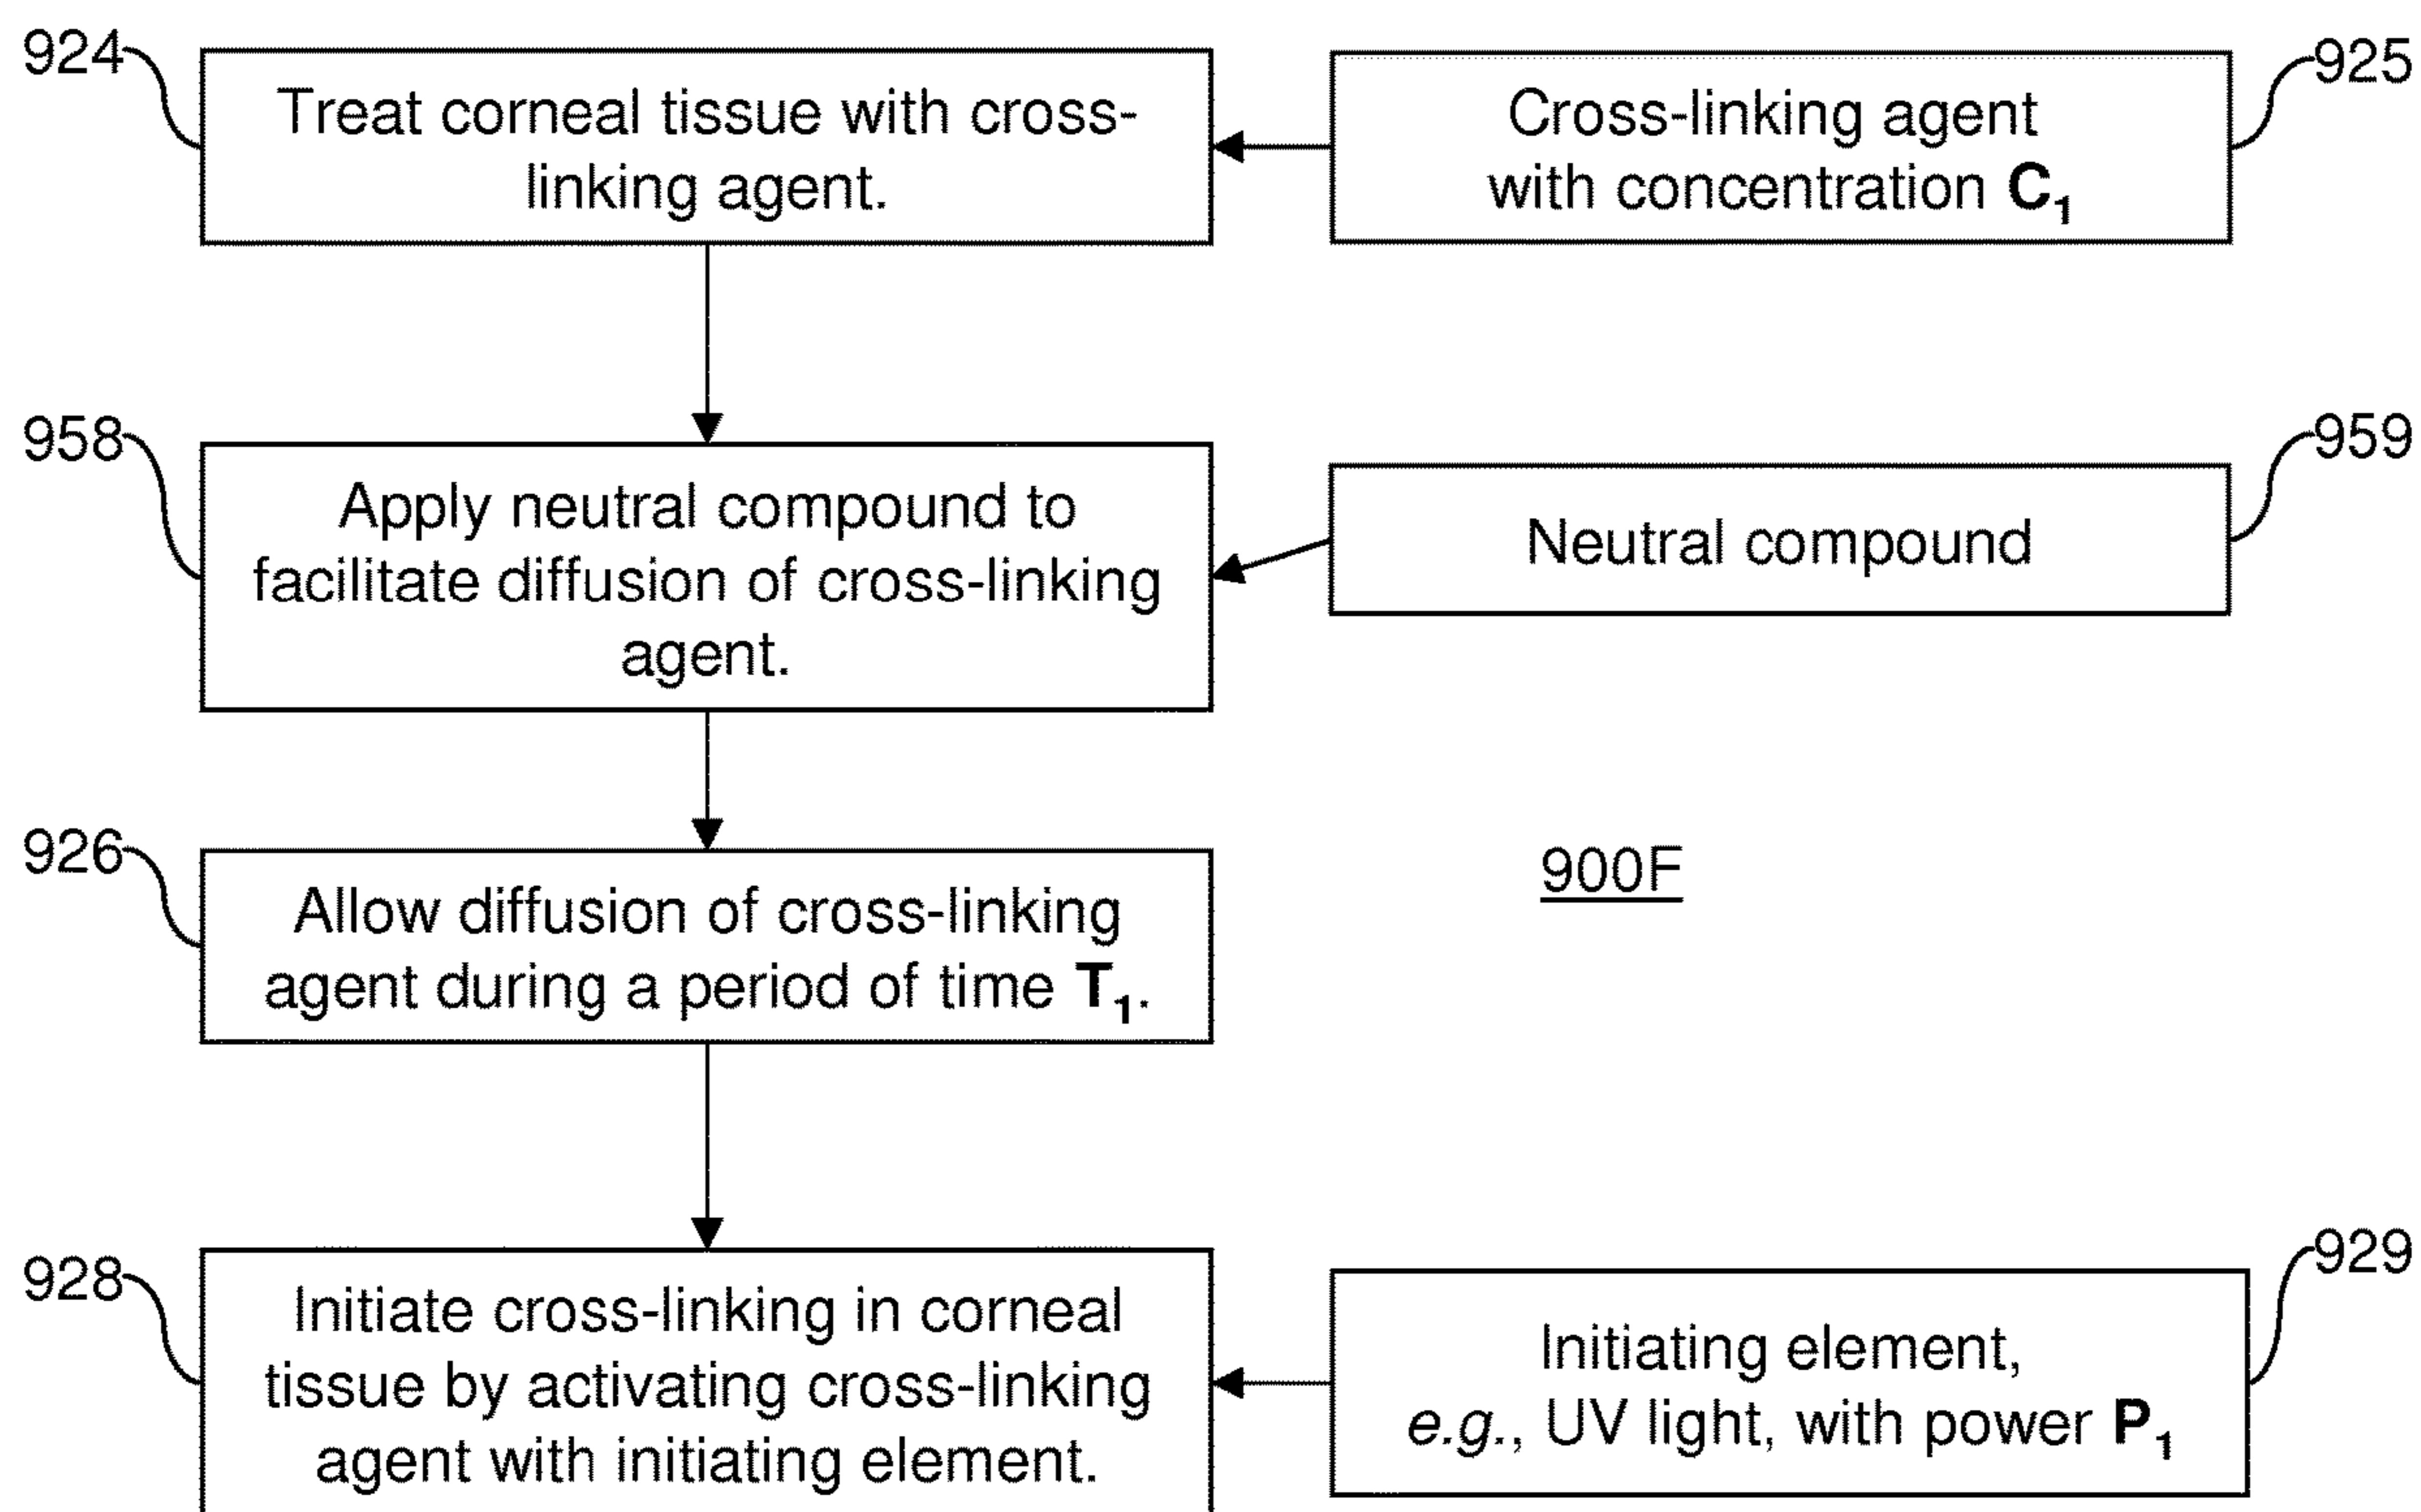 924
Treat corneal tissue with cross-
linking agent.
Cross-linking agent
with concentration C₁
925
958
Apply neutral compound to
facilitate diffusion of cross-linking
agent.
Neutral compound
959
926
Allow diffusion of cross-linking
agent during a period of time T₁.
900F
928
Initiate cross-linking in corneal
tissue by activating cross-linking
agent with initiating element.
Initiating element,
e.g., UV light, with power P₁
929